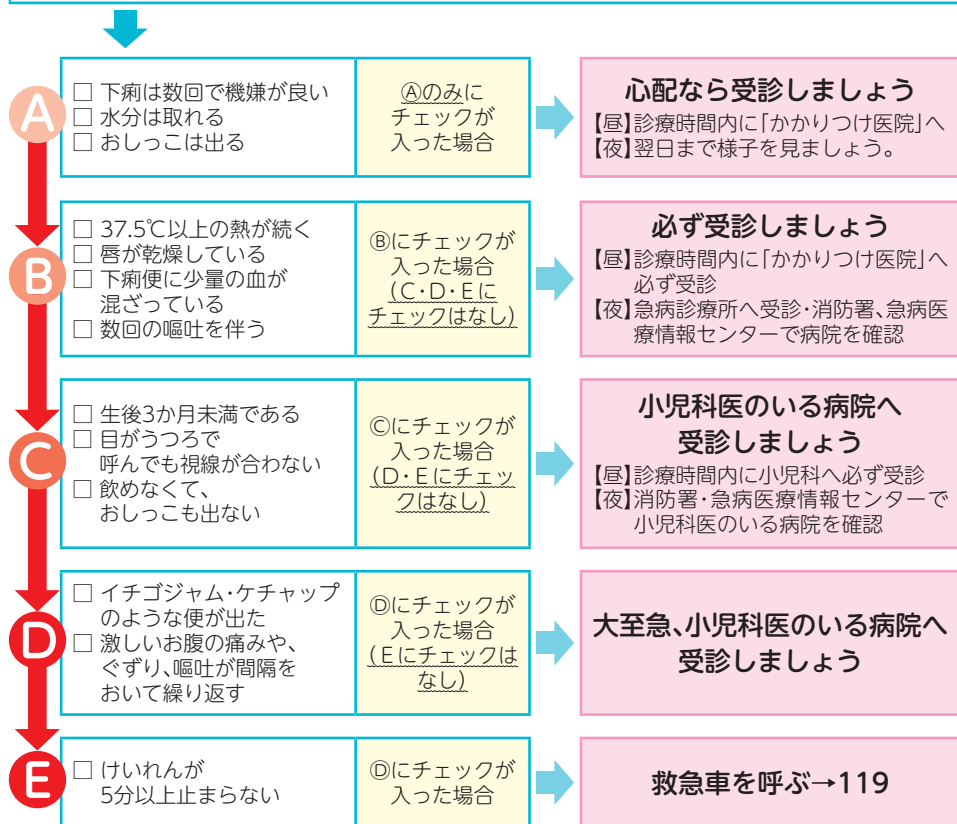 A
□ 下痢は数回で機嫌が良い
□ 水分は取れる
□ おしっこは出る
Ⓐのみに
チェックが
入った場合
心配なら受診しましょう
【昼】診療時間内に「かかりつけ医院」へ
【夜】翌日まで様子を見ましょう。
B
□ 37.5℃以上の熱が続く
□ 唇が乾燥している
□ 下痢便に少量の血が
混ざっている
□ 数回の嘔吐を伴う
Ⓑにチェックが
入った場合
(C・D・Eに
チェックはなし)
必ず受診しましょう
【昼】診療時間内に「かかりつけ医院」へ
必ず受診
【夜】急病診療所へ受診・消防署、急病医
療情報センターで病院を確認
C
□ 生後3か月未満である
□ 目がうつろで
呼んでも視線が合わない
□ 飲めなくて、
おしっこも出ない
Ⓒにチェックが
入った場合
(D・Eにチェッ
クはなし)
小児科医のいる病院へ
受診しましょう
【昼】診療時間内に小児科へ必ず受診
【夜】消防署・急病医療情報センターで
小児科医のいる病院を確認
D
□ イチゴジャム・ケチャップ
のような便が出た
□ 激しいお腹の痛みや、
ぐずり、嘔吐が間隔を
おいて繰り返す
Ⓓにチェックが
入った場合
(Eにチェックは
なし)
大至急、小児科医のいる病院へ
受診しましょう
E
□ けいれんが
5分以上止まらない
Ⓓにチェックが
入った場合
救急車を呼ぶ→119